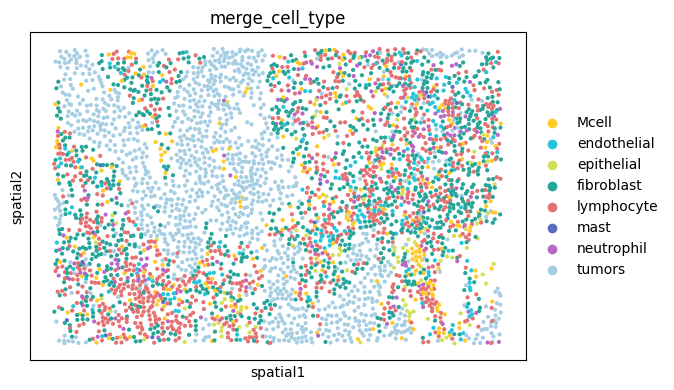 merge_cell_type
spatial2
spatial1
Mcell
endothelial
epithelial
fibroblast
lymphocyte
mast
neutrophil
tumors